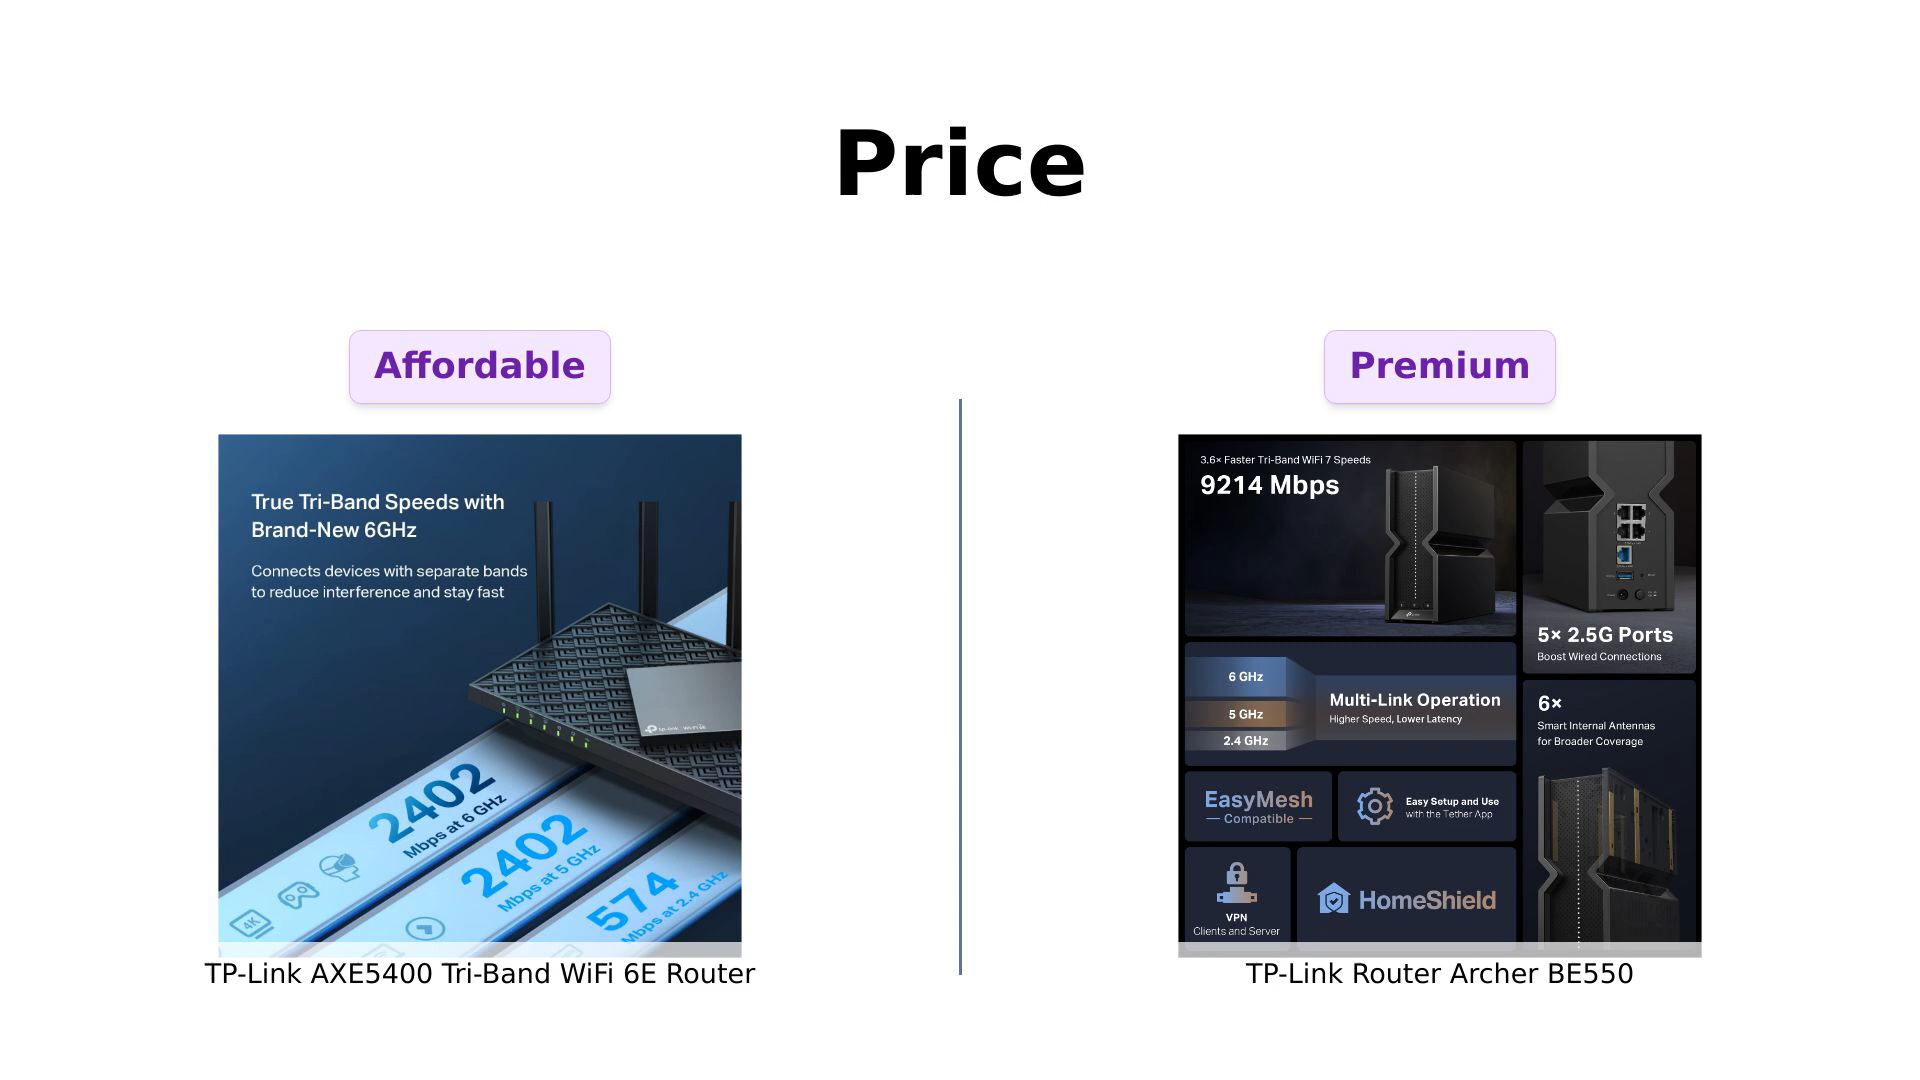 Price
Affordable
Premium
True Tri-Band Speeds with
Brand-New 6GHz
Connects devices with separate bands
to reduce interference and stay fast
tp-link
2402
Mbps at 6 GHz
2402
Mbps at 5 GHz
574
Mbps at 2.4 GHz
4K
TP-Link AXE5400 Tri-Band WiFi 6E Router
3.6× Faster Tri-Band WiFi 7 Speeds
9214 Mbps
5× 2.5G Ports
Boost Wired Connections
6 GHz
5 GHz
2.4 GHz
Multi-Link Operation
Higher Speed, Lower Latency
6×
Smart Internal Antennas
for Broader Coverage
EasyMesh
Compatible
Easy Setup and Use
with the Tether App
VPN
Clients and Server
HomeShield
TP-Link Router Archer BE550